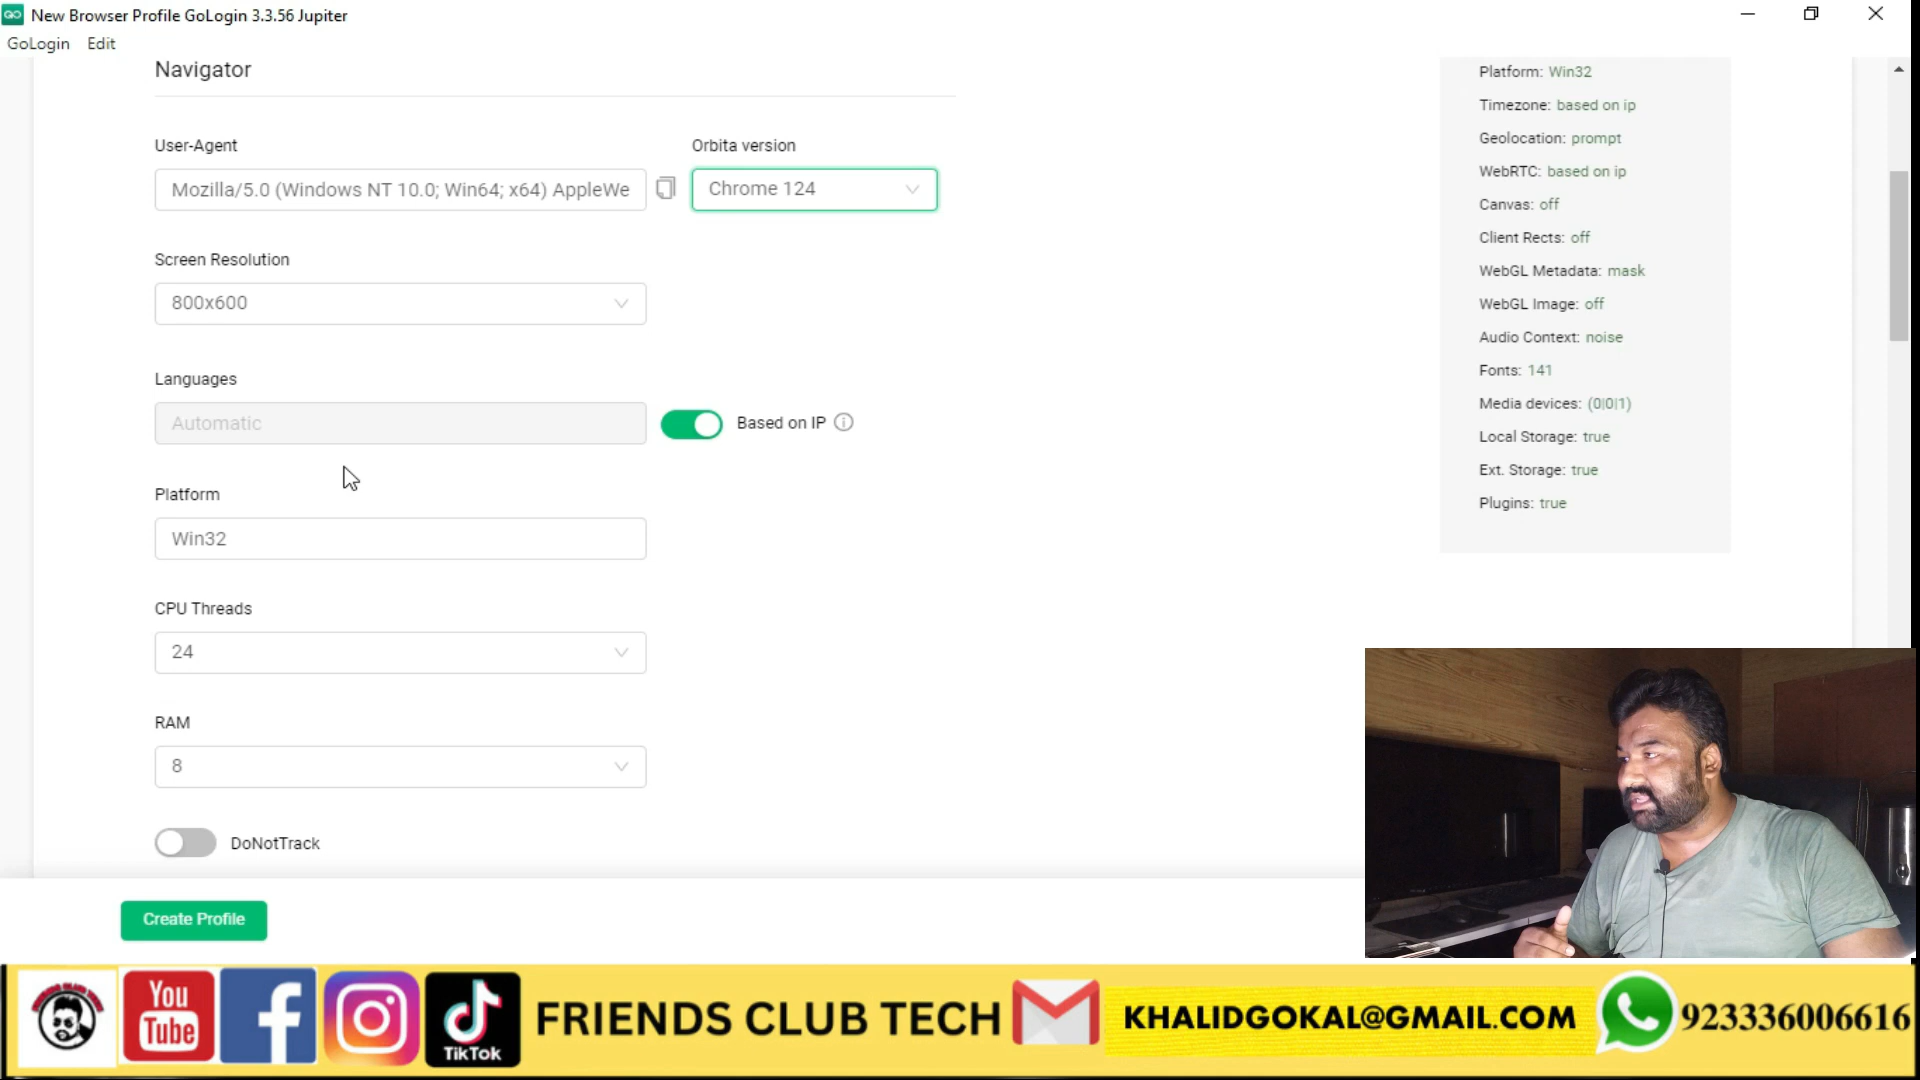 New Browser Profile GoLogin 3.3.56 Jupiter
GoLogin Edit
Navigator
User-Agent
Orbita version
Mozilla/5.0 (Windows NT 10.0; Win64; x64) AppleWe
Chrome 124
Screen Resolution
800x600
Languages
Automatic
Based on IP
Platform
Win32
CPU Threads
24
RAM
8
DoNotTrack
Create Profile
Platform: Win32
Timezone: based on ip
Geolocation: prompt
WebRTC: based on ip
Canvas: off
Client Rects: off
WebGL Metadata: mask
WebGL Image: off
Audio Context: noise
Fonts: 141
Media devices: (0|0|1)
Local Storage: true
Ext. Storage: true
Plugins: true
You
Tube
TikTok
FRIENDS CLUB TECH
KHALIDGOKAL@GMAIL.COM
923336006616